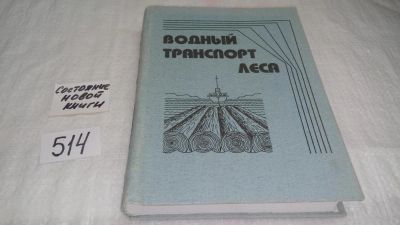 ВОДНЫЙ
ТРАНСПОРТ
ЛЕСА
Состояние
новой
книги
514